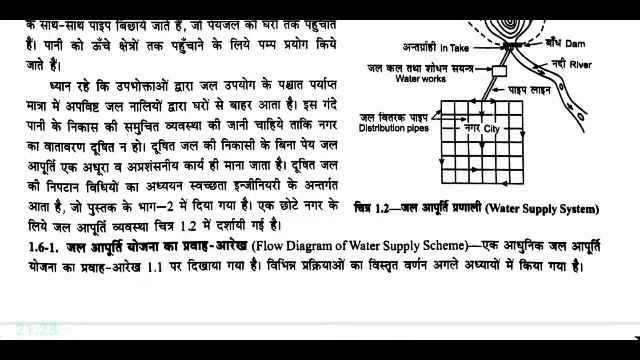 के साथ-साथ पाइप बिछाये जाते हैं, जो पेयजल को घरों तक पहुंचाते
हैं। पानी को ऊँचे क्षेत्रों तक पहुँचाने के लिये पम्प प्रयोग किये
जाते हैं।
ध्यान रहे कि उपभोक्ताओं द्वारा जल उपयोग के पश्चात पर्याप्त
मात्रा में अपविष्ट जल नालियों द्वारा घरों से बाहर आता है। इस गंदे
पानी के निकास की समुचित व्यवस्था की जानी चाहिये ताकि नगर
का वातावरण दूषित न हो। दूषित जल की निकासी के बिना पेय जल
आपूर्ति एक अधूरा व अप्रशंसनीय कार्य ही माना जाता है। दूषित जल
की निपटान विधियों का अध्ययन स्वच्छता इन्जीनियरी के अन्तर्गत
आता है, जो पुस्तक के भाग–2 में दिया गया है। एक छोटे नगर के
लिये जल आपूर्ति व्यवस्था चित्र 1.2 में दर्शायी गई है।
अन्तर्ग्राही In Take
बाँध Dam
नदी River
जल कल तथा शोधन सयन्त्र
Water works
पाइप लाइन
जल वितरक पाइप
Distribution pipes
नगर City
चित्र 1.2—जल आपूर्ति प्रणाली (Water Supply System)
1.6-1. जल आपूर्ति योजना का प्रवाह-आरेख (Flow Diagram of Water Supply Scheme)—एक आधुनिक जल आपूर्ति
योजना का प्रवाह-आरेख 1.1 पर दिखाया गया है। विभिन्न प्रक्रियाओं का विस्तृत वर्णन अगले अध्यायों में किया गया है।
21:28